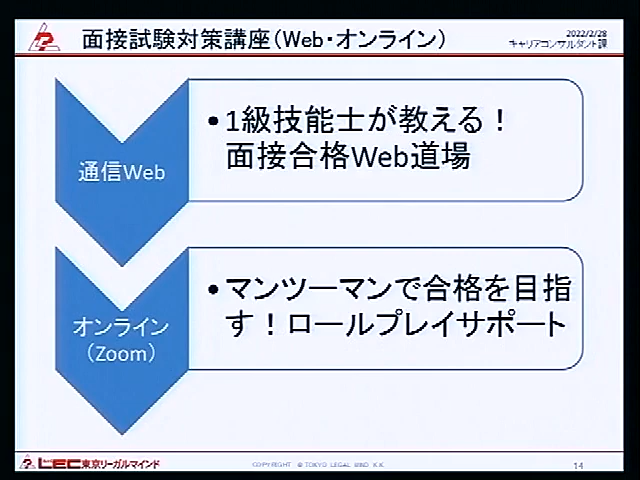 面接試験対策講座（Web・オンライン）
2022/2/28
キャリアコンサルタント課
通信Web
•1級技能士が教える！
面接合格Web道場
オンライン
（Zoom）
•マンツーマンで合格を目指
す！ロールプレイサポート
LEC東京リーガルマインド
COPYRIGHT © TOKYO LEGAL MIND K.K.
14